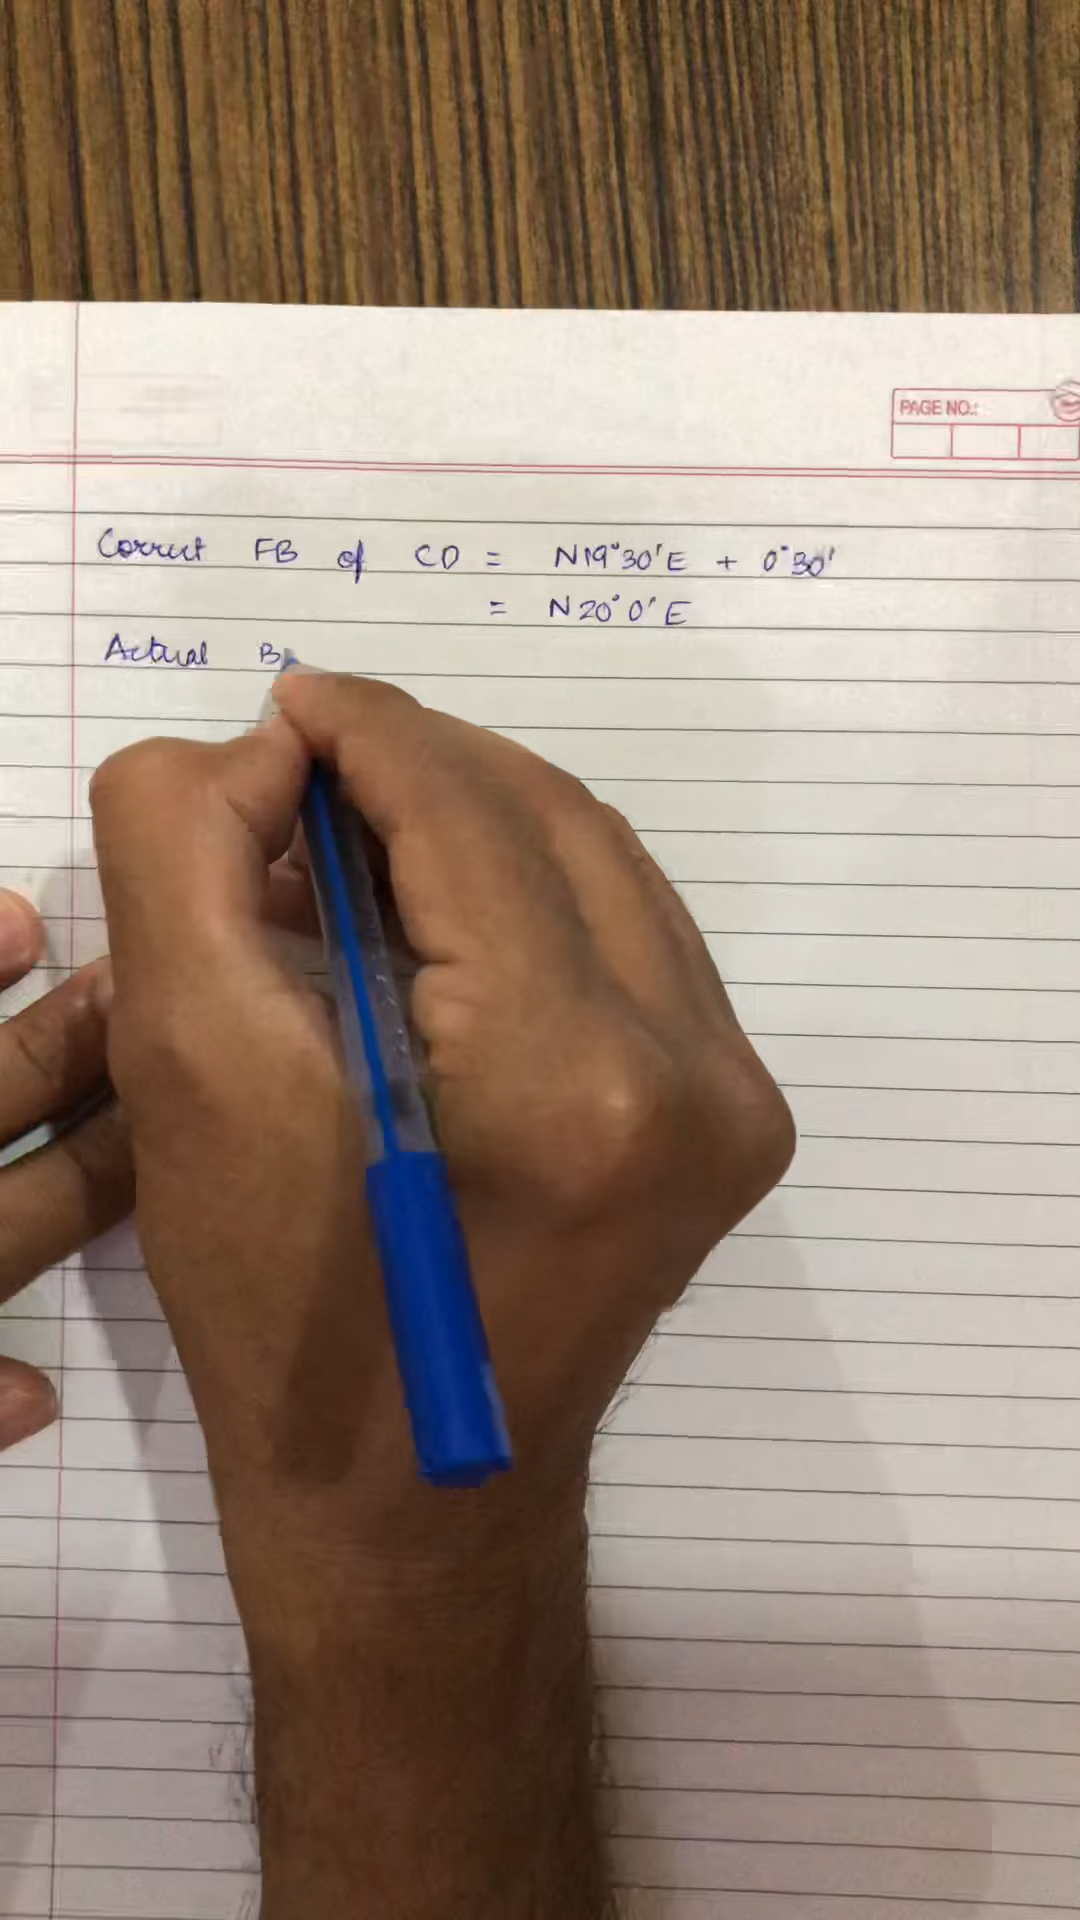 PAGE NO.:
Correct FB of CD = N19°30'E + 0°30'
= N20°0'E
Actual B